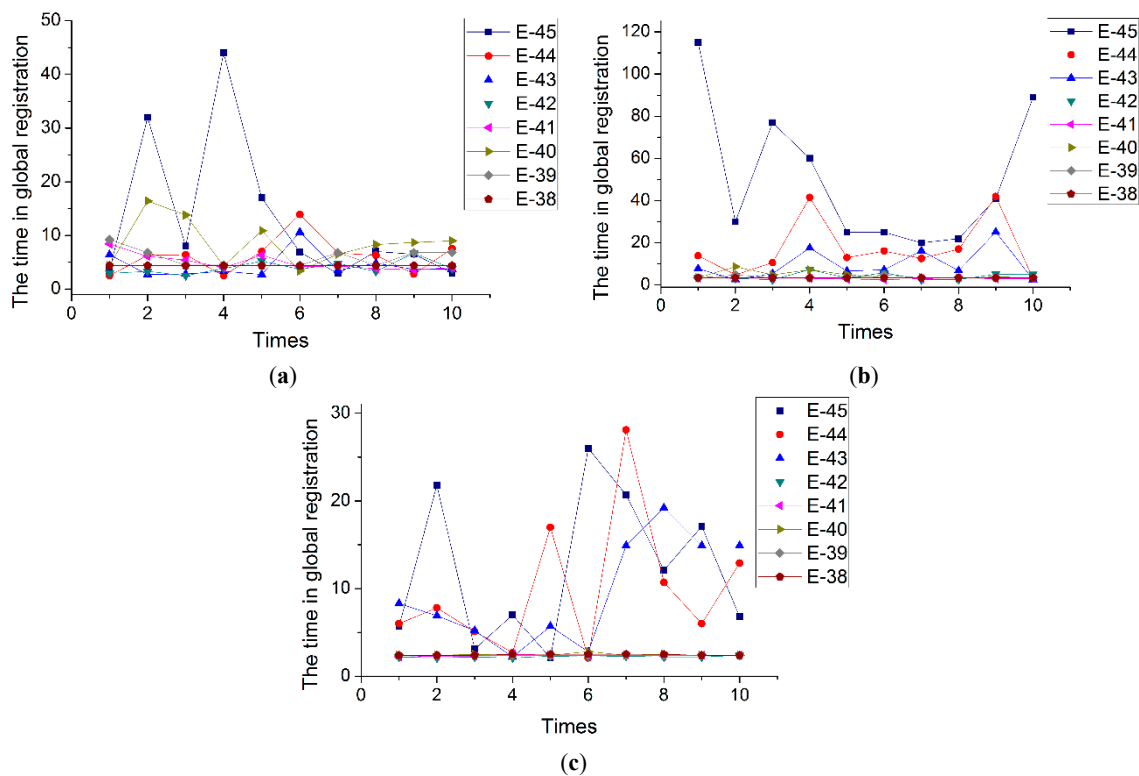 50
40
30
20
10
0
The time in global registration
0
2
4
6
8
10
Times
E-45
E-44
E-43
E-42
E-41
E-40
E-39
E-38
(a)
120
100
80
60
40
20
0
The time in global registration
0
2
4
6
8
10
Times
E-45
E-44
E-43
E-42
E-41
E-40
E-39
E-38
(b)
30
20
10
0
The time in global registration
0
2
4
6
8
10
Times
E-45
E-44
E-43
E-42
E-41
E-40
E-39
E-38
(c)